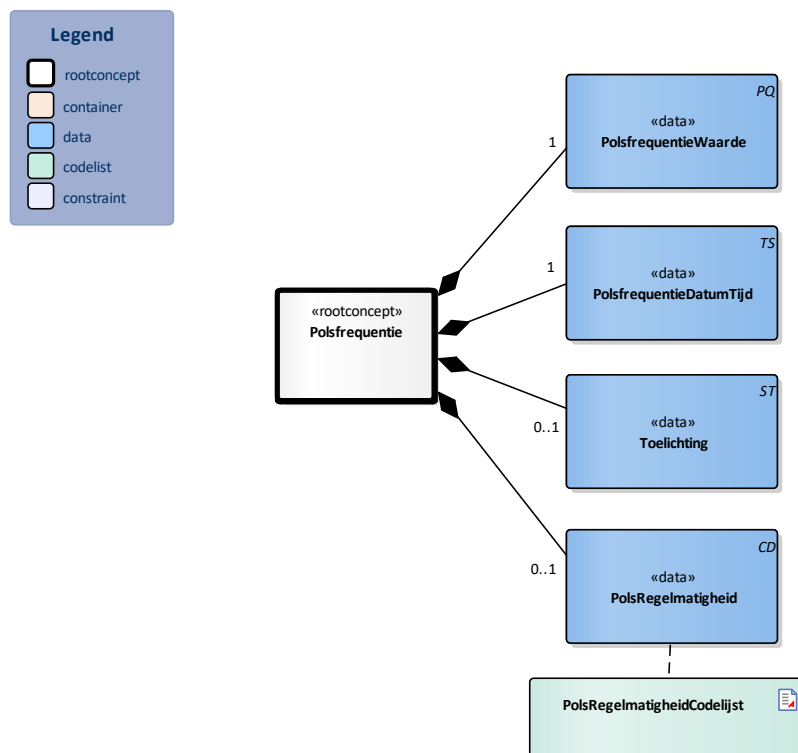 Legend
rootconcept
container
data
codelist
constraint
PQ
«data»
PolsfrequentieWaarde
1
TS
«data»
PolsfrequentieDatumTijd
1
«rootconcept»
Polsfrequentie
ST
«data»
Toelichting
0..1
CD
«data»
PolsRegelmatigheid
0..1
PolsRegelmatigheidCodelijst